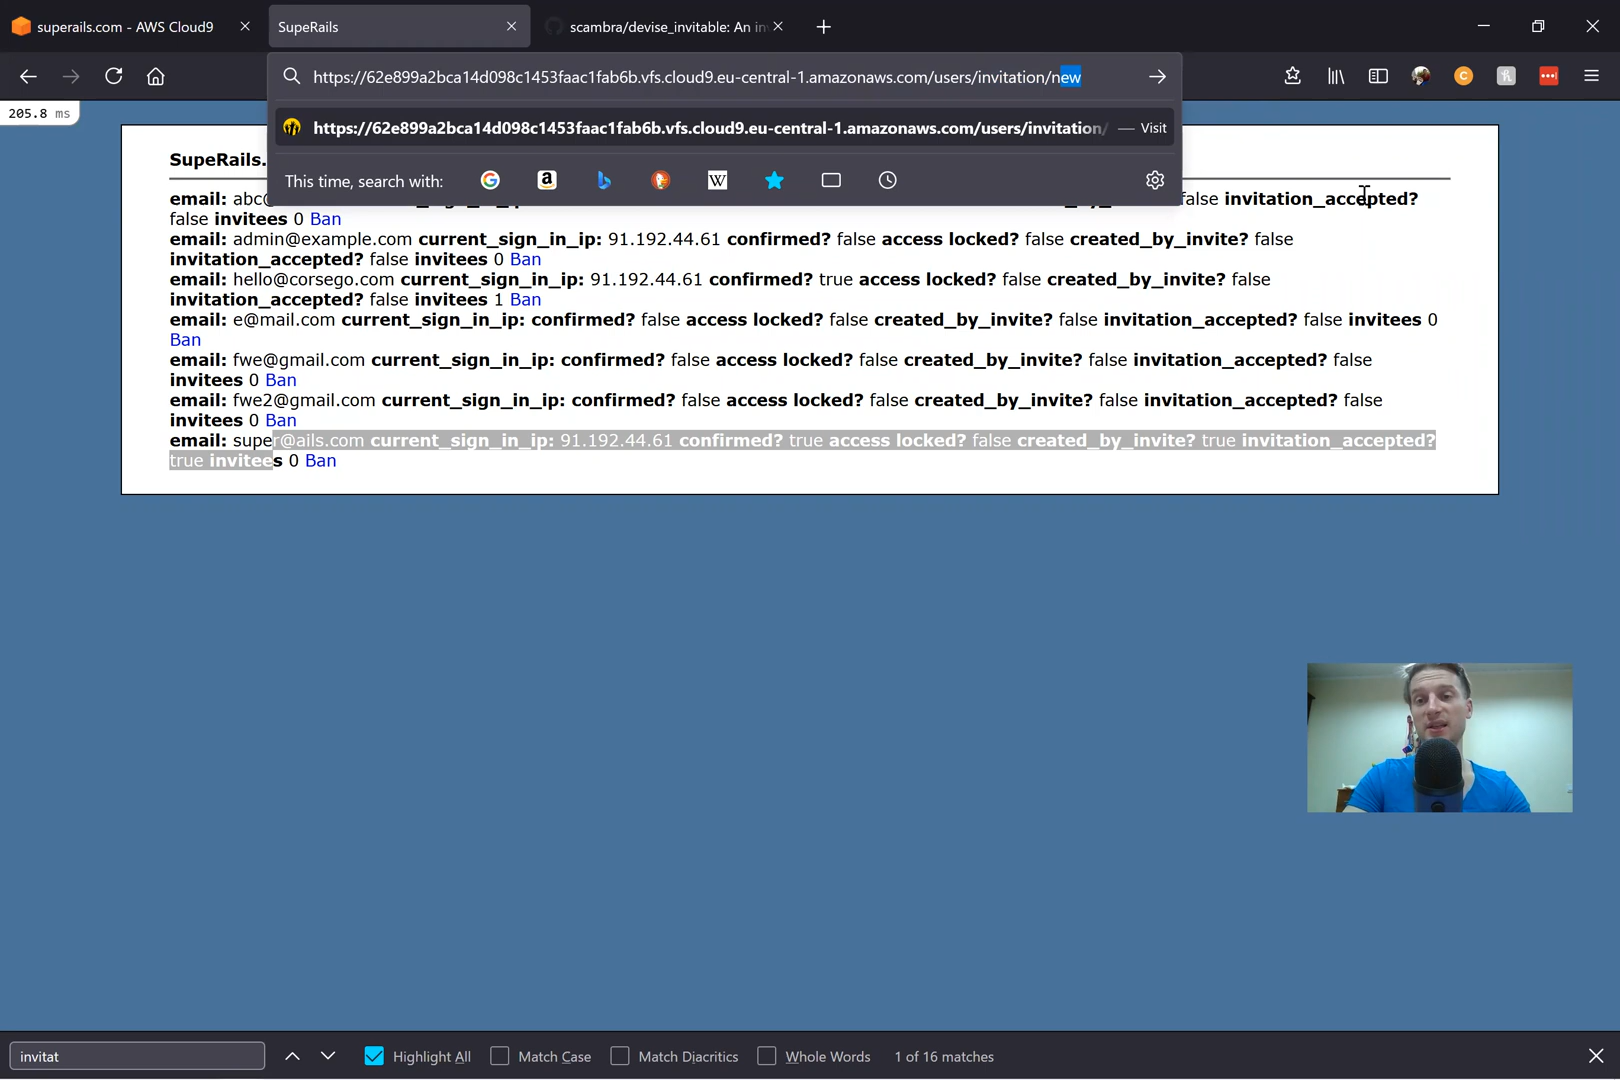 superails.com - AWS Cloud9
SupeRails
scambra/devise_invitable: An in
https://62e899a2bca14d098c1453faac1fab6b.vfs.cloud9.eu-central-1.amazonaws.com/users/invitation/new
205.8 ms
https://62e899a2bca14d098c1453faac1fab6b.vfs.cloud9.eu-central-1.amazonaws.com/users/invitation/ — Visit
SupeRails.
This time, search with:
email: abc false invitation_accepted?
false invitees 0 Ban
email: admin@example.com current_sign_in_ip: 91.192.44.61 confirmed? false access locked? false created_by_invite? false
invitation_accepted? false invitees 0 Ban
email: hello@corsego.com current_sign_in_ip: 91.192.44.61 confirmed? true access locked? false created_by_invite? false
invitation_accepted? false invitees 1 Ban
email: e@mail.com current_sign_in_ip: confirmed? false access locked? false created_by_invite? false invitation_accepted? false invitees 0
Ban
email: fwe@gmail.com current_sign_in_ip: confirmed? false access locked? false created_by_invite? false invitation_accepted? false
invitees 0 Ban
email: fwe2@gmail.com current_sign_in_ip: confirmed? false access locked? false created_by_invite? false invitation_accepted? false
invitees 0 Ban
email: super@ails.com current_sign_in_ip: 91.192.44.61 confirmed? true access locked? false created_by_invite? true invitation_accepted?
true invitees 0 Ban
invitat Highlight All Match Case Match Diacritics Whole Words 1 of 16 matches